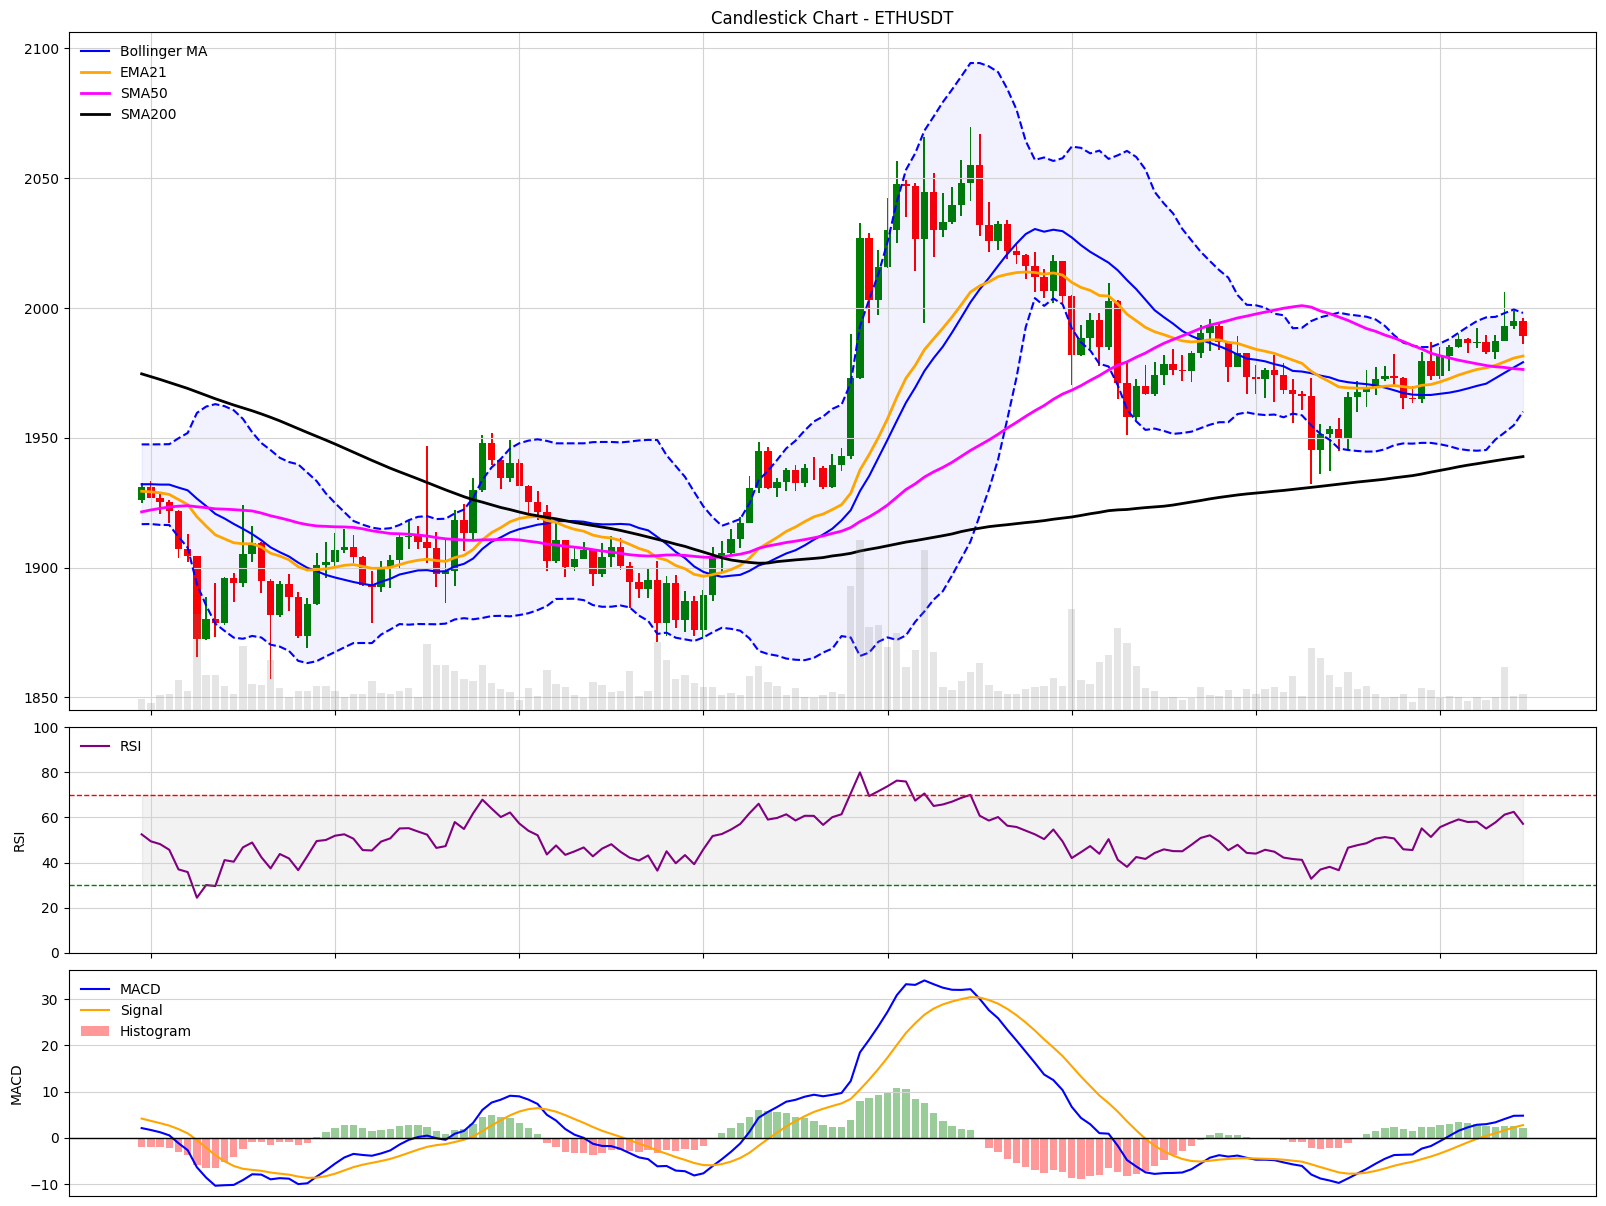 Candlestick Chart - ETHUSDT
2100
2050
2000
1950
1900
1850
Bollinger MA
EMA21
SMA50
SMA200
100
80
60
40
20
0
RSI
RSI
30
20
10
0
−10
MACD
MACD
Signal
Histogram